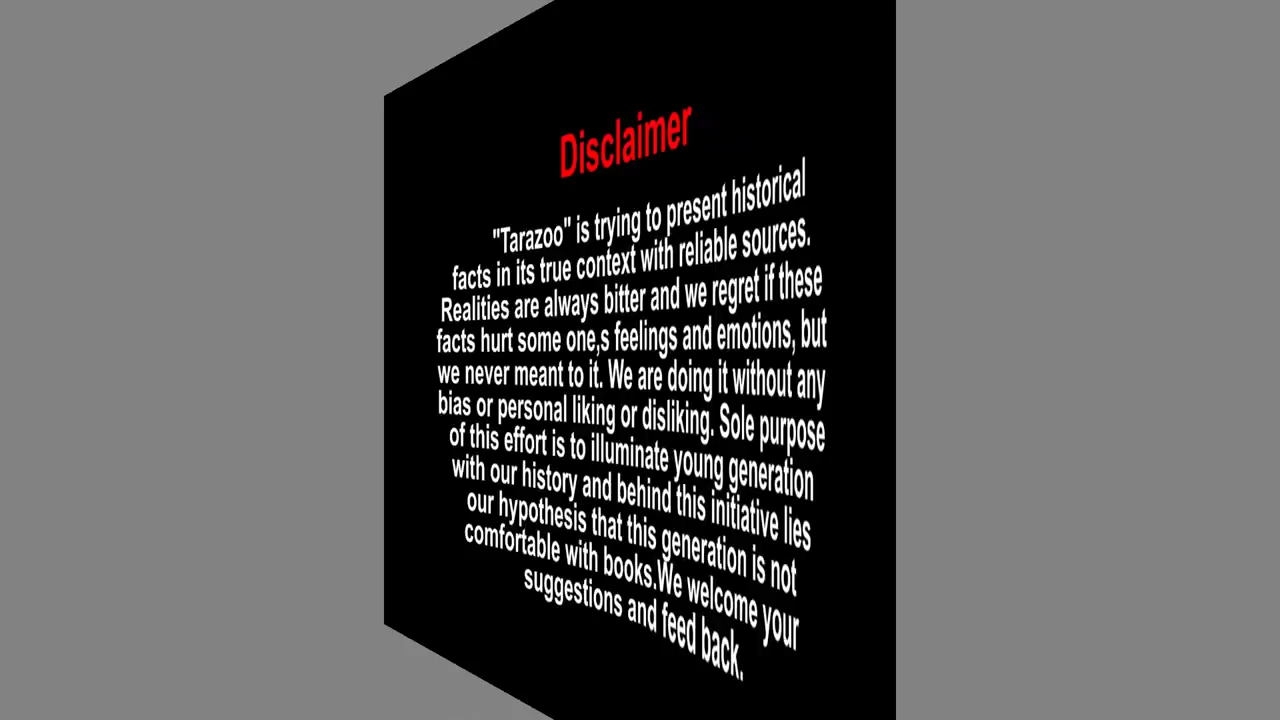 Disclaimer
"Tarazoo" is trying to present historical
facts in its true context with reliable sources.
Realities are always bitter and we regret if these
facts hurt some one,s feelings and emotions, but
we never meant to it. We are doing it without any
bias or personal liking or disliking. Sole purpose
of this effort is to illuminate young generation
with our history and behind this initiative lies
our hypothesis that this generation is not
comfortable with books.We welcome your
suggestions and feed back.